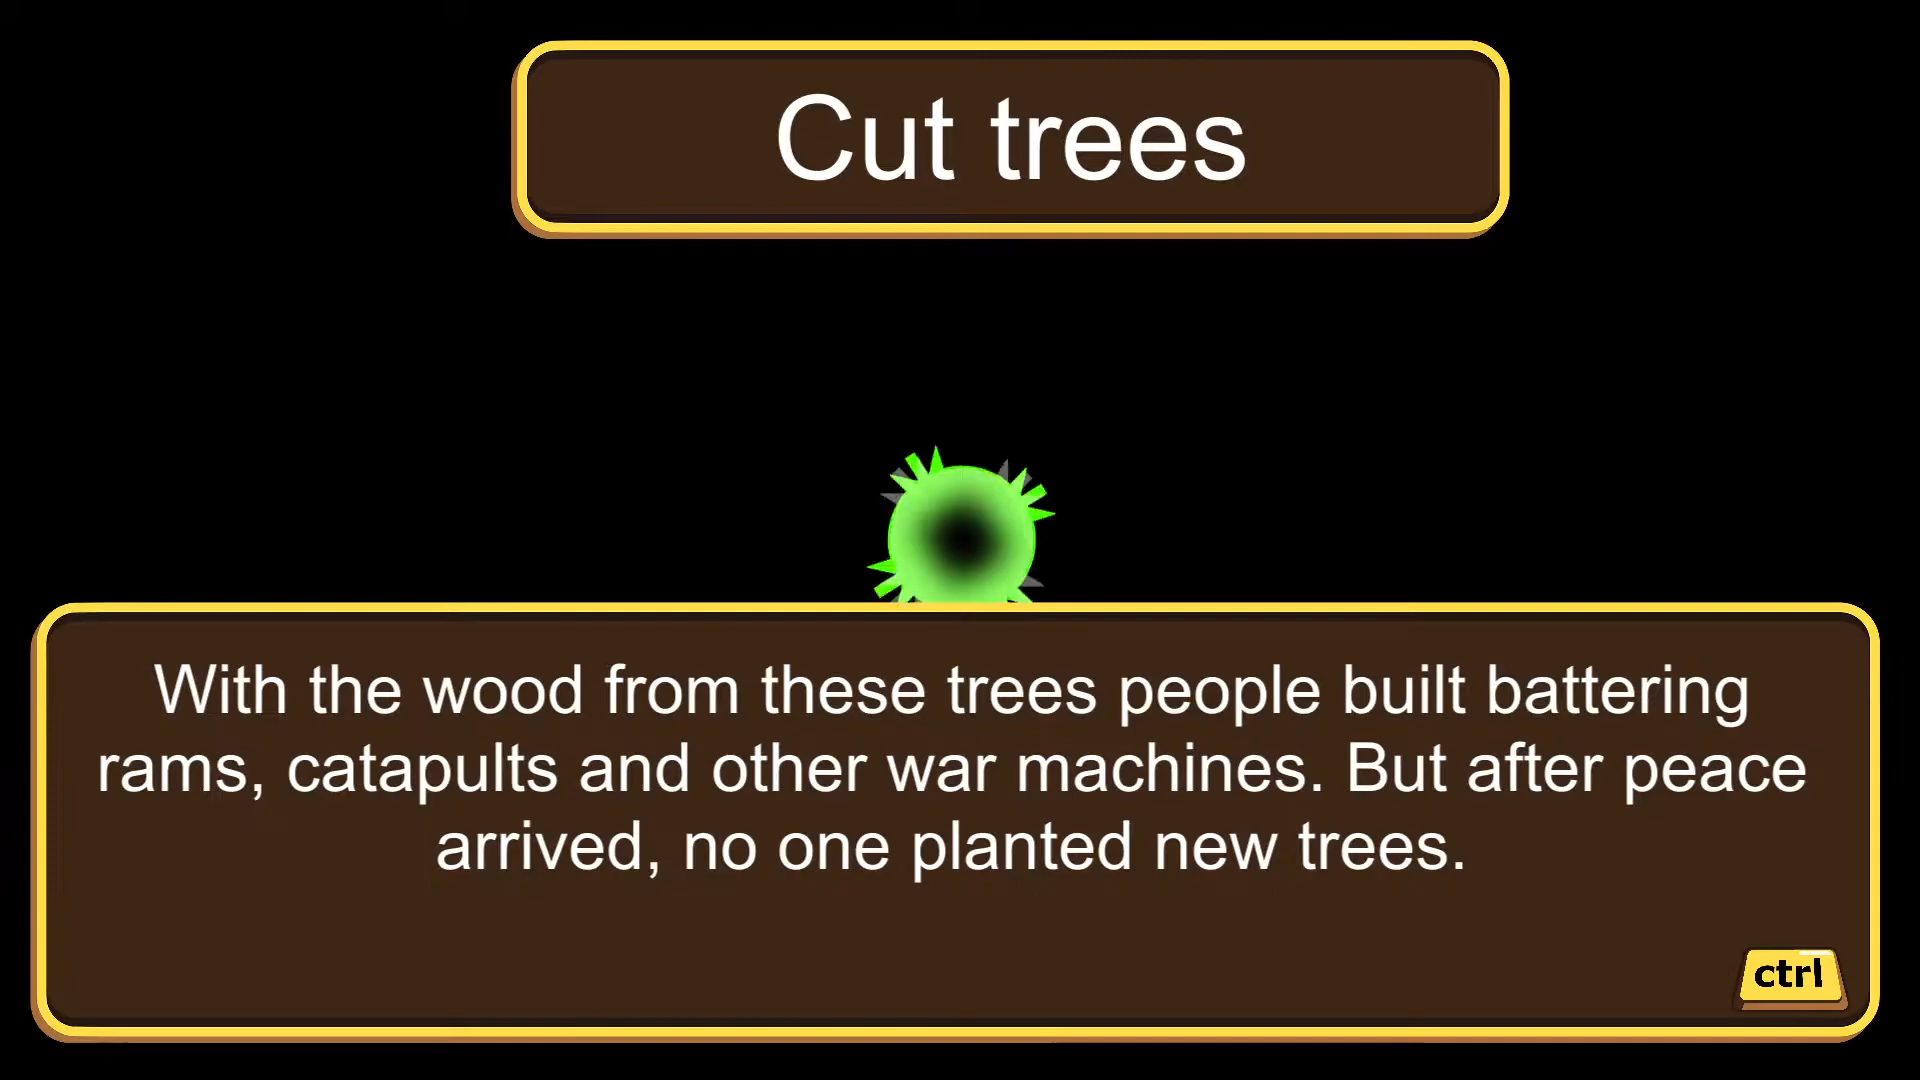 Cut trees
With the wood from these trees people built battering
rams, catapults and other war machines. But after peace
arrived, no one planted new trees.
ctrl